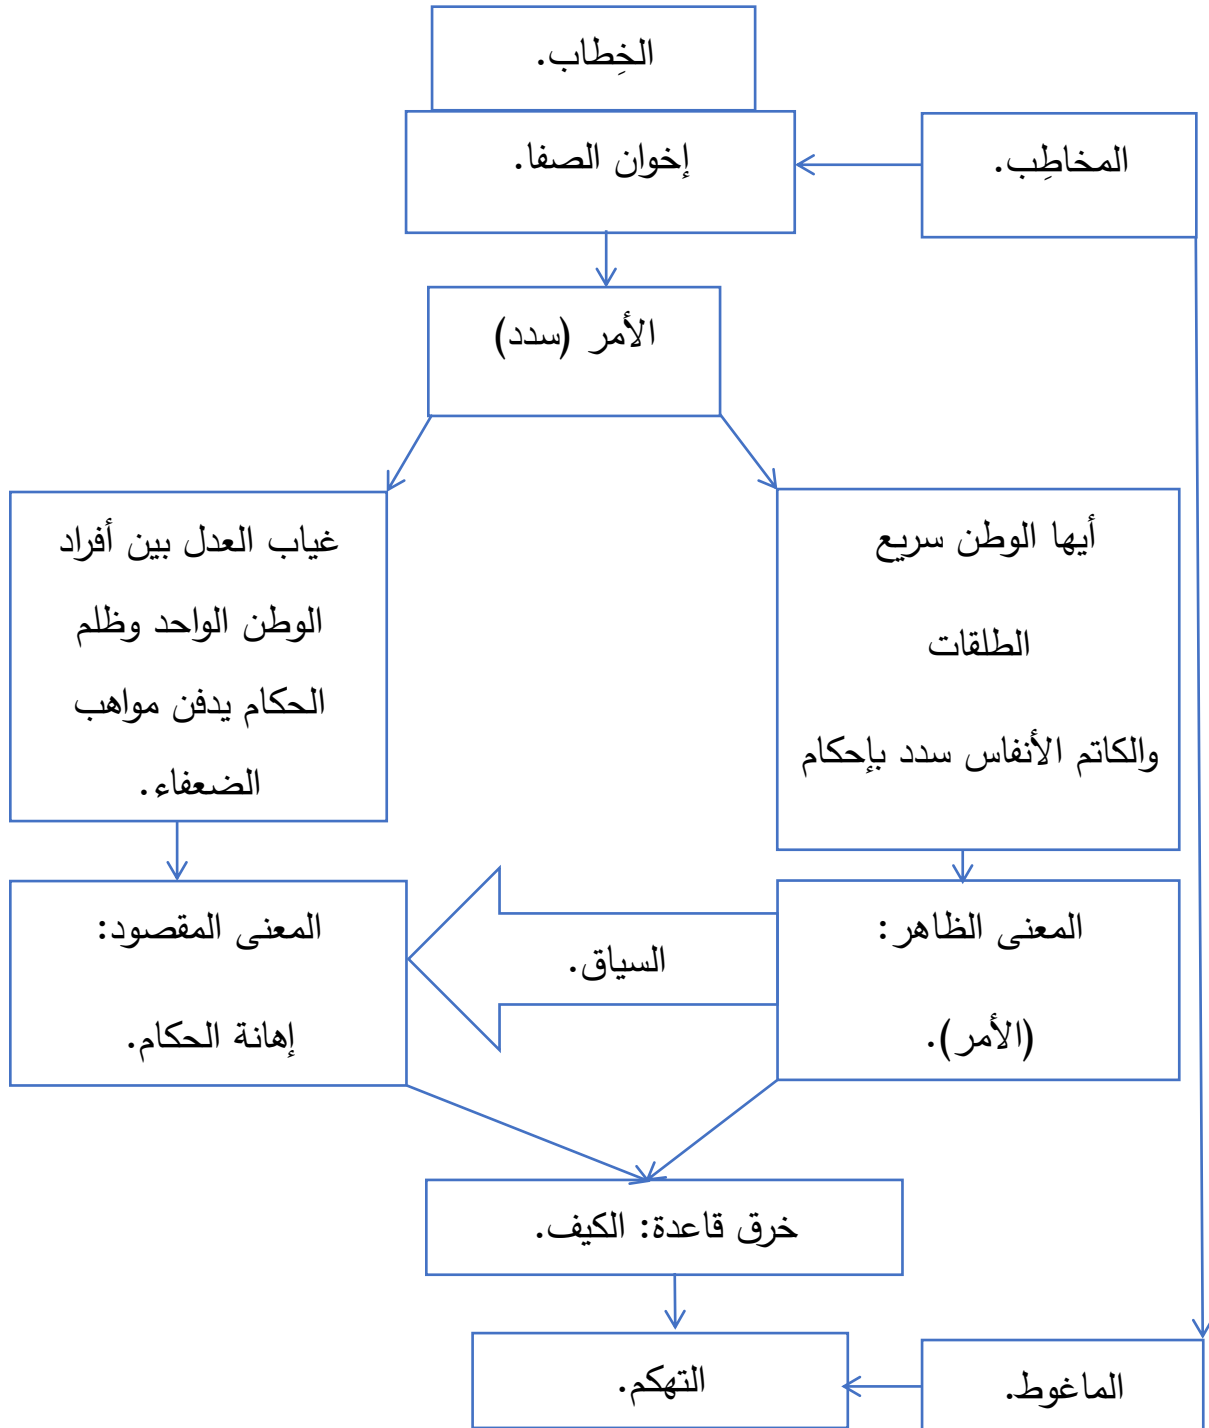 الخِطاب.
إخوان الصفا.
المخاطِب.
الأمر (سدد)
أيها الوطن سريع
الطلقات
والكاتم الأنفاس سدد بإحكام
غياب العدل بين أفراد
الوطن الواحد وظلم
الحكام يدفن مواهب
الضعفاء.
المعنى الظاهر:
(الأمر).
السياق.
المعنى المقصود:
إهانة الحكام.
خرق قاعدة: الكيف.
التهكم.
الماغوط.